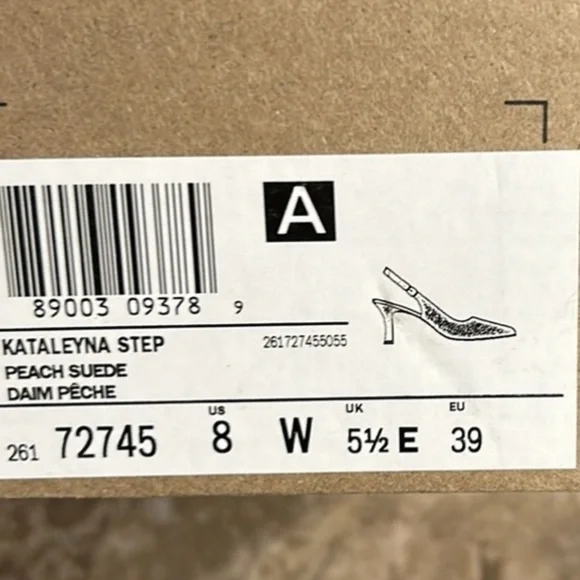 A
89003 09378 9
KATALEYNA STEP 261727455055
PEACH SUEDE
DAIM PÊCHE
US UK EU
261 72745 8 W 5½ E 39